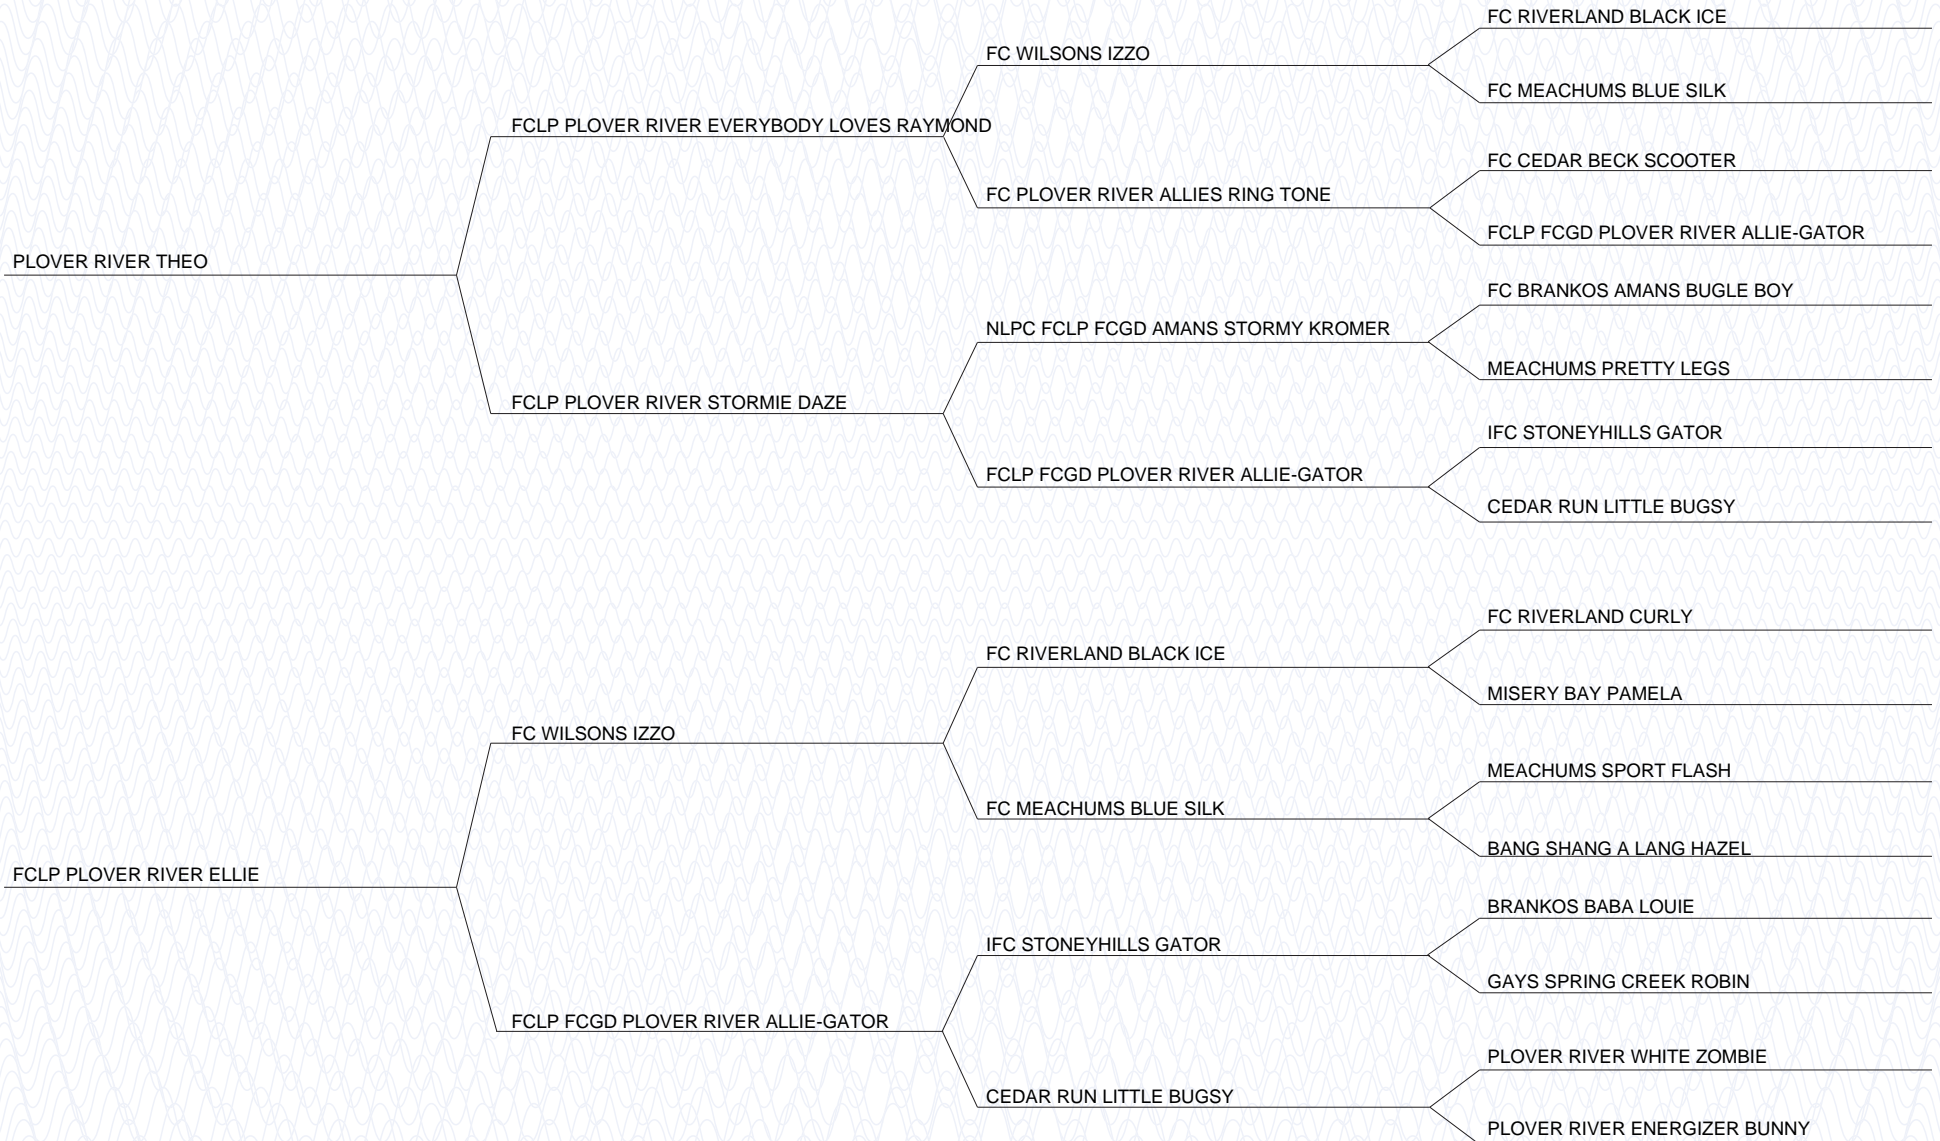 FC RIVERLAND BLACK ICE
FC WILSONS IZZO
FC MEACHUMS BLUE SILK
FCLP PLOVER RIVER EVERYBODY LOVES RAYMOND
FC CEDAR BECK SCOOTER
FC PLOVER RIVER ALLIES RING TONE
FCLP FCGD PLOVER RIVER ALLIE-GATOR
PLOVER RIVER THEO
FC BRANKOS AMANS BUGLE BOY
NLPC FCLP FCGD AMANS STORMY KROMER
MEACHUMS PRETTY LEGS
FCLP PLOVER RIVER STORMIE DAZE
IFC STONEYHILLS GATOR
FCLP FCGD PLOVER RIVER ALLIE-GATOR
CEDAR RUN LITTLE BUGSY
FC RIVERLAND CURLY
FC RIVERLAND BLACK ICE
MISERY BAY PAMELA
FC WILSONS IZZO
MEACHUMS SPORT FLASH
FC MEACHUMS BLUE SILK
BANG SHANG A LANG HAZEL
FCLP PLOVER RIVER ELLIE
BRANKOS BABA LOUIE
IFC STONEYHILLS GATOR
GAYS SPRING CREEK ROBIN
FCLP FCGD PLOVER RIVER ALLIE-GATOR
PLOVER RIVER WHITE ZOMBIE
CEDAR RUN LITTLE BUGSY
PLOVER RIVER ENERGIZER BUNNY